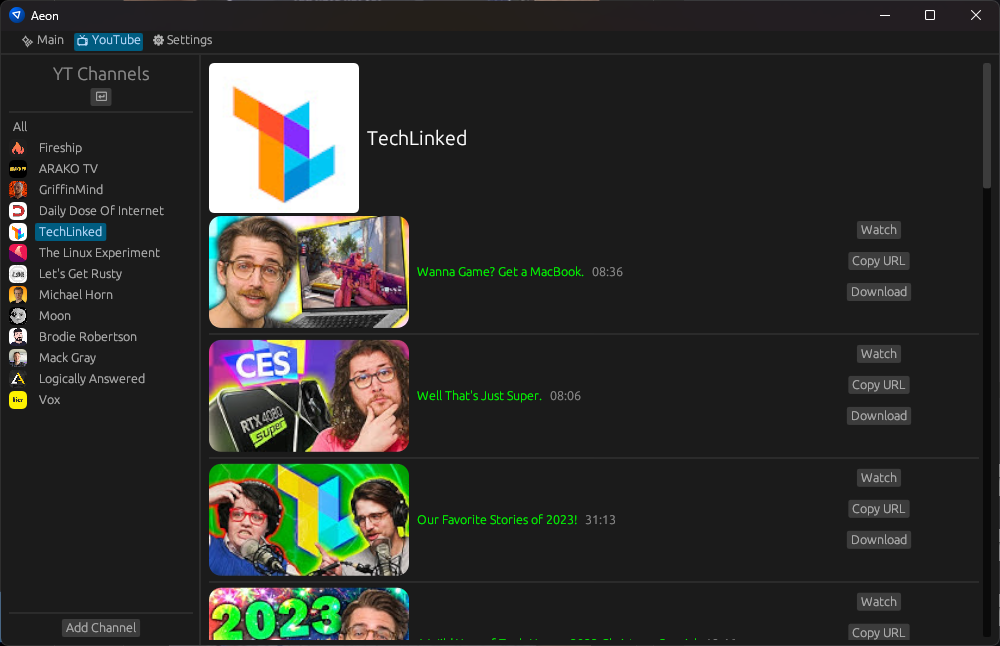 Aeon
Main YouTube Settings
YT Channels
All
Fireship
ARAKO TV
GriffinMind
Daily Dose Of Internet
TechLinked
The Linux Experiment
Let's Get Rusty
Michael Horn
Moon
Brodie Robertson
Mack Gray
Logically Answered
Vox
Add Channel
TechLinked
Wanna Game? Get a MacBook. 08:36
Watch
Copy URL
Download
CES
RTX 4080
super
Well That's Just Super. 08:06
Watch
Copy URL
Download
Our Favorite Stories of 2023! 31:13
Watch
Copy URL
Download
2023
Watch
Copy URL